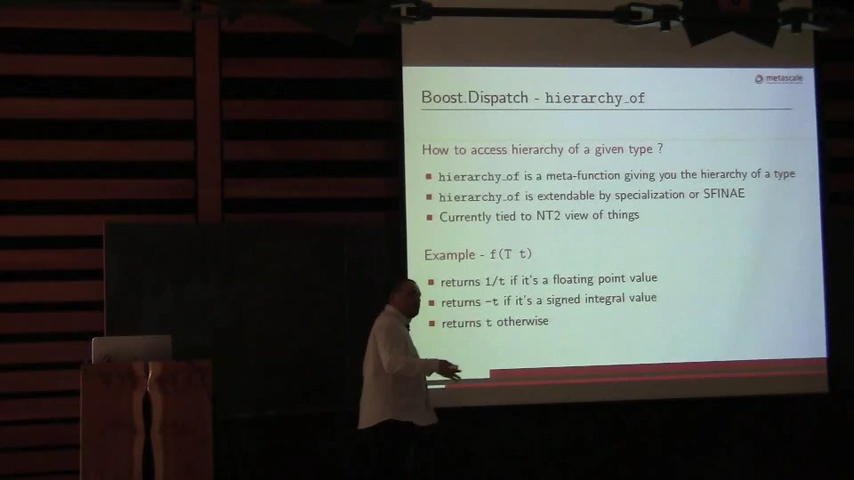 metascale
Boost.Dispatch - hierarchy_of
How to access hierarchy of a given type ?
hierarchy_of is a meta-function giving you the hierarchy of a type
hierarchy_of is extendable by specialization or SFINAE
Currently tied to NT2 view of things
Example - f(T t)
returns 1/t if it's a floating point value
returns -t if it's a signed integral value
returns t otherwise